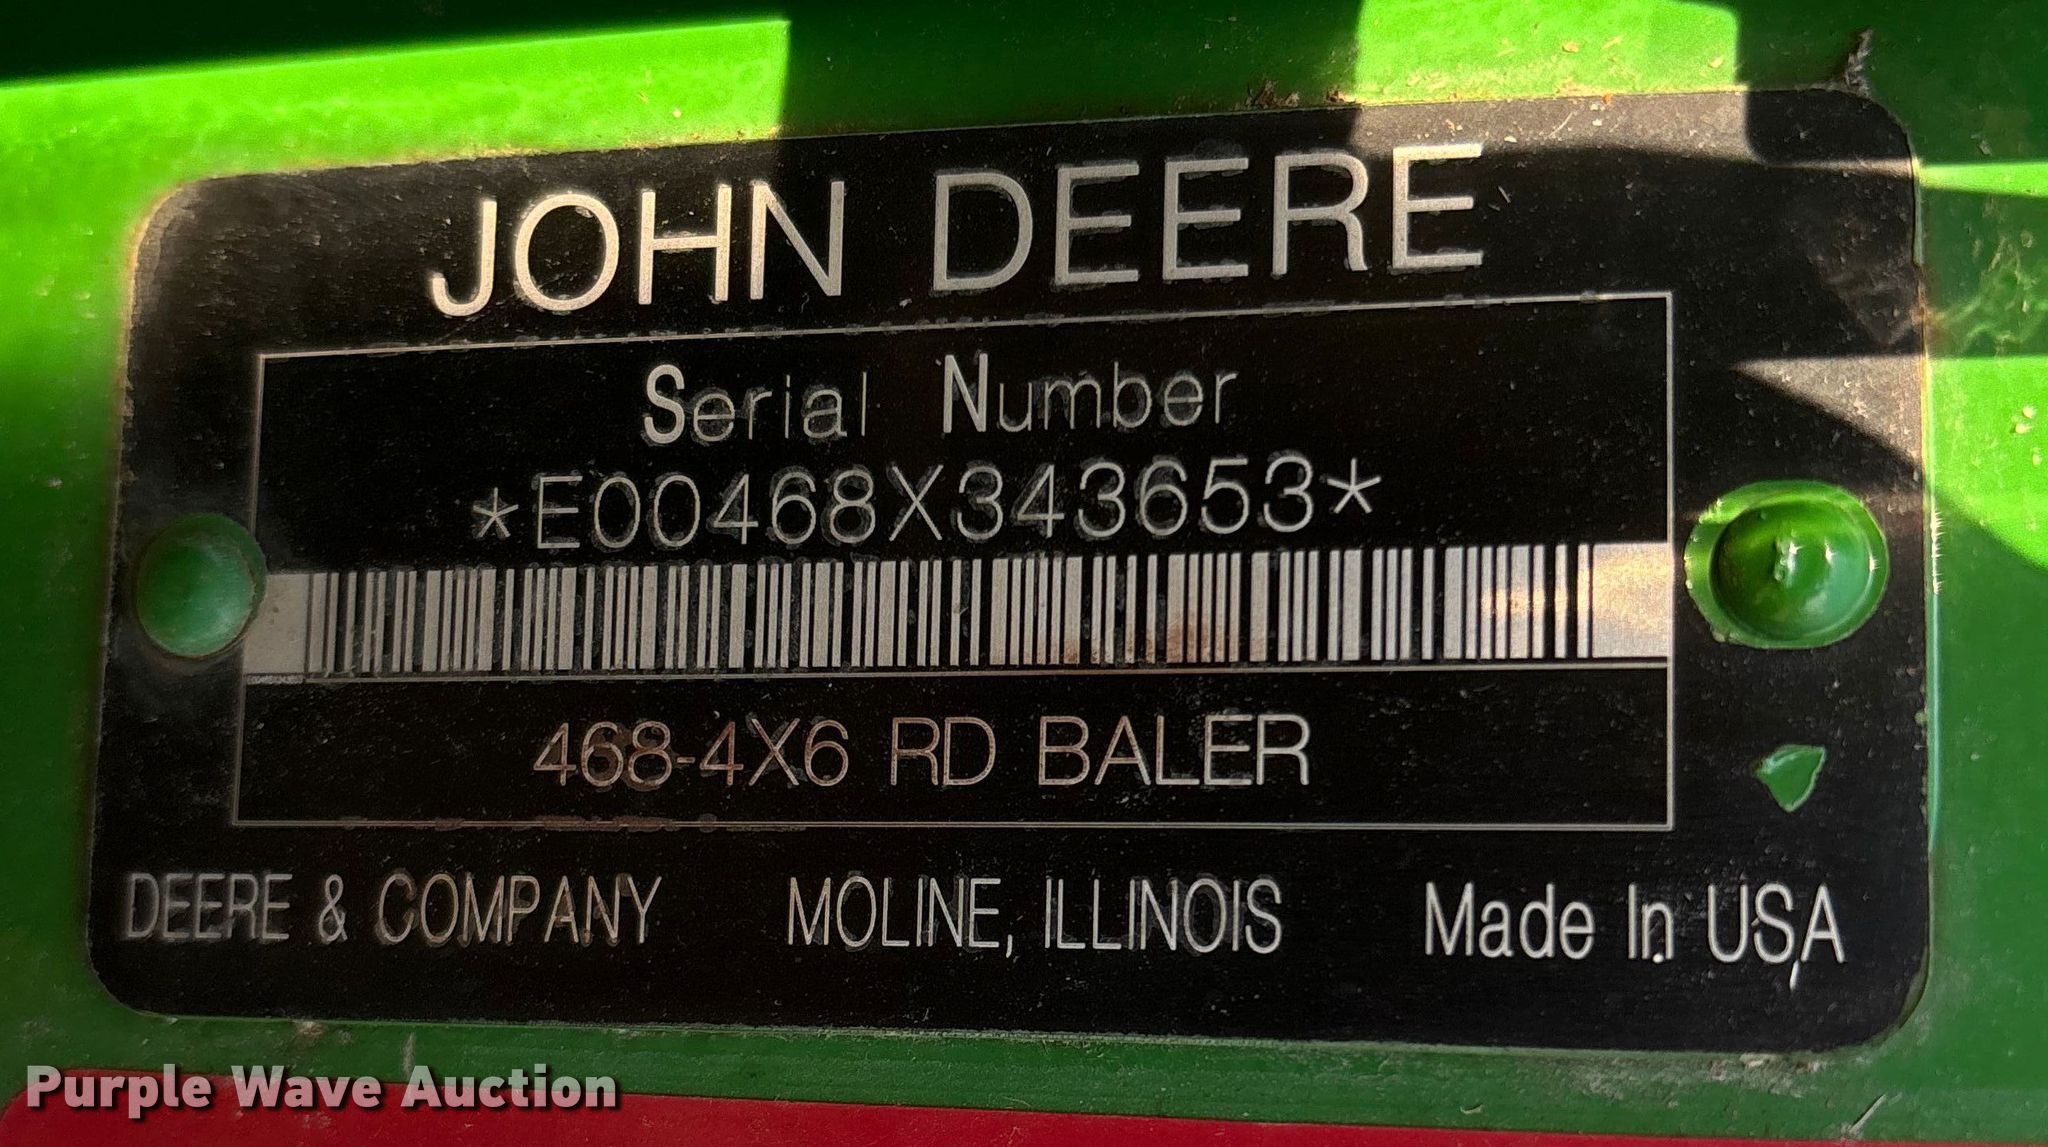 JOHN DEERE
Serial Number
*E00468X343653*
468-4X6 RD BALER
DEERE & COMPANY MOLINE, ILLINOIS Made In USA
Purple Wave Auction